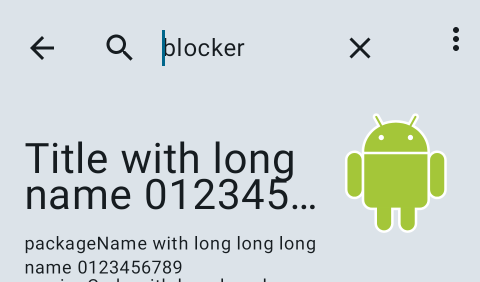 blocker
Title with long
name 012345…
packageName with long long long
name 0123456789